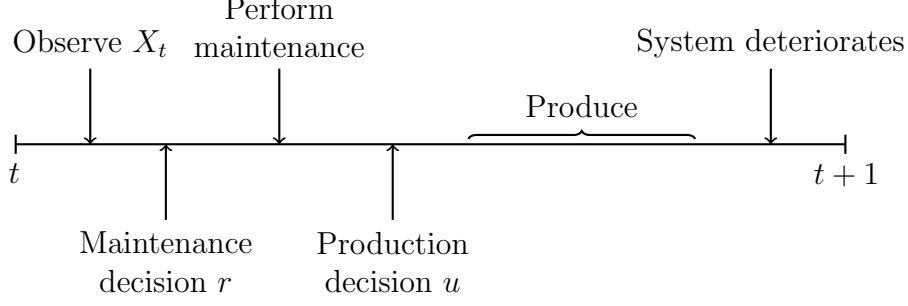 Perform
Observe X_t maintenance
System deteriorates
Produce
t
t + 1
Maintenance
decision r
Production
decision u